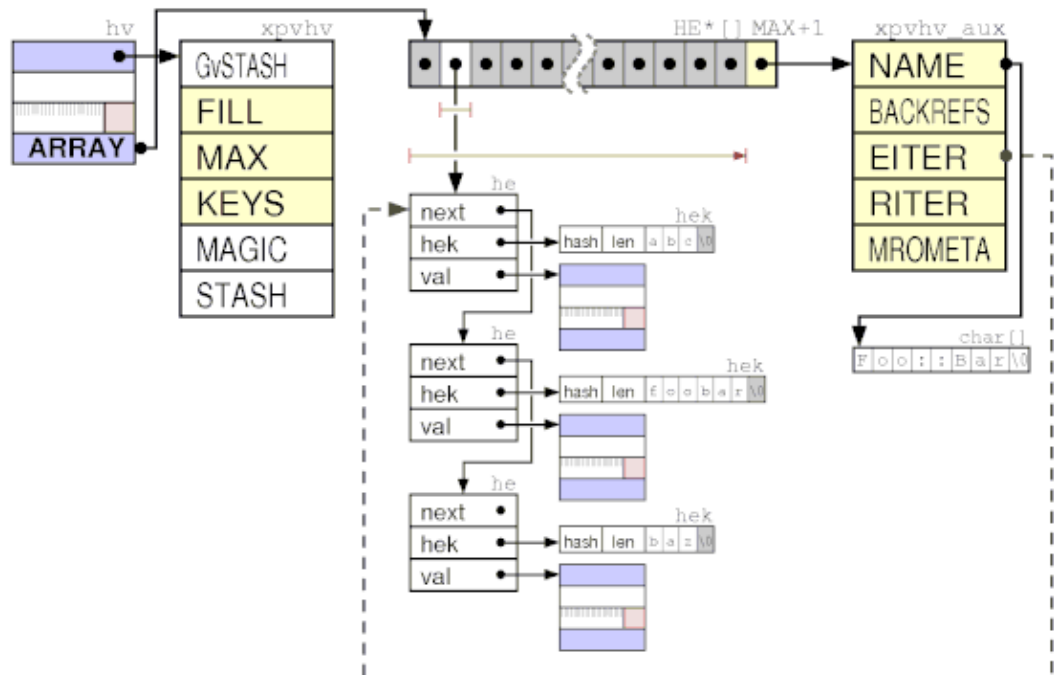 hv
xpvhv
HE*[] MAX+1
xpvhv_aux
GvSTASH
FILL
MAX
KEYS
MAGIC
STASH
ARRAY
NAME
BACKREFS
EITER
RITER
MROMETA
he
next
hek
val
hek
hash len a b c \0
he
next
hek
val
hek
hash len f o o b a r \0
he
next
hek
val
hek
hash len b a z \0
char[]
F o o : : B a r \0